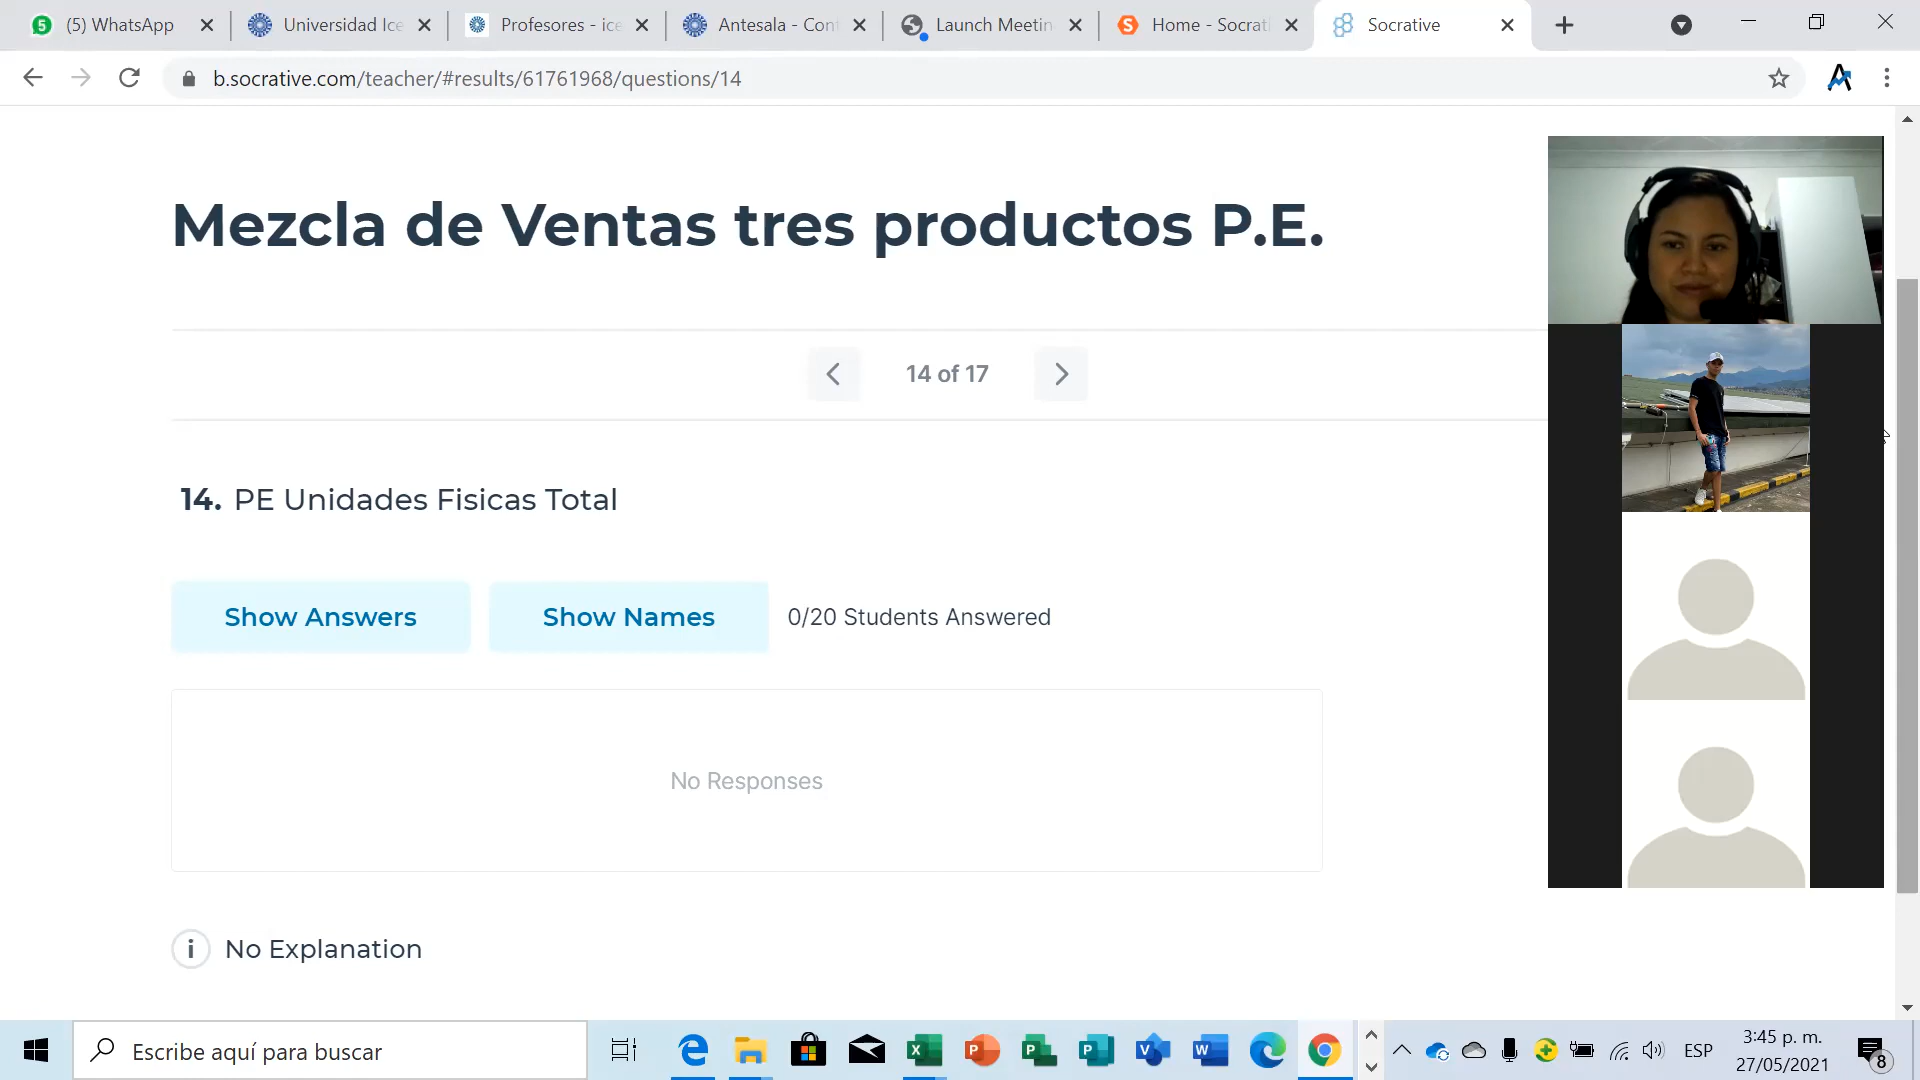 5
(5) WhatsApp
Universidad Ice
Profesores - ice
Antesala - Conf
Launch Meetin
S
Home - Socrati
Socrative
b.socrative.com/teacher/#results/61761968/questions/14
Mezcla de Ventas tres productos P.E.
14 of 17
14. PE Unidades Fisicas Total
Show Answers
Show Names
0/20 Students Answered
No Responses
i
No Explanation
Escribe aquí para buscar
ESP
3:45 p. m.
27/05/2021
8